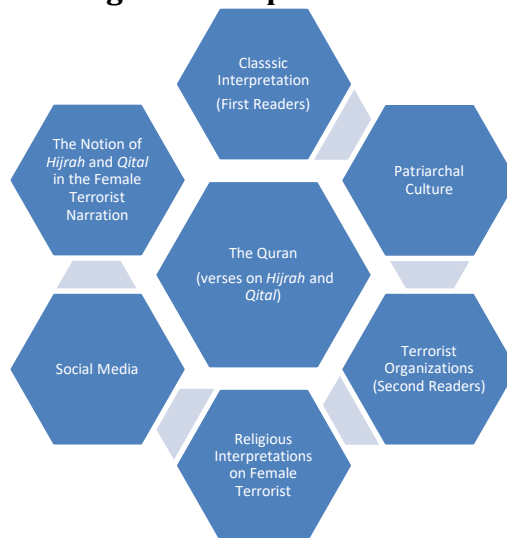 Classsic
Interpretation
(First Readers)
Patriarchal
Culture
Terrorist
Organizations
(Second Readers)
Religious
Interpretations
on Female
Terrorist
Social Media
The Notion of
Hijrah and Qital
in the Female
Terrorist
Narration
The Quran
(verses on Hijrah and
Qital)